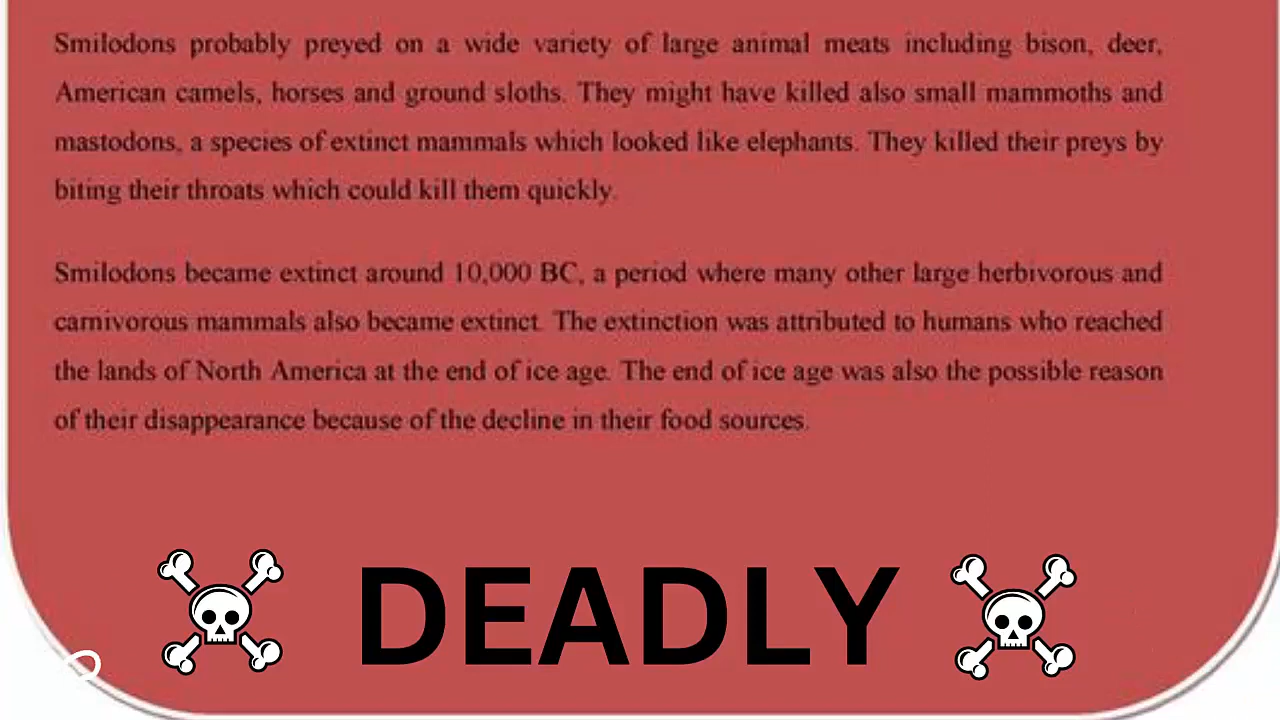 Smilodons probably preyed on a wide variety of large animal meats including bison, deer,
American camels, horses and ground sloths. They might have killed also small mammoths and
mastodons, a species of extinct mammals which looked like elephants. They killed their preys by
biting their throats which could kill them quickly.
Smilodons became extinct around 10,000 BC, a period where many other large herbivorous and
carnivorous mammals also became extinct. The extinction was attributed to humans who reached
the lands of North America at the end of ice age. The end of ice age was also the possible reason
of their disappearance because of the decline in their food sources.
DEADLY